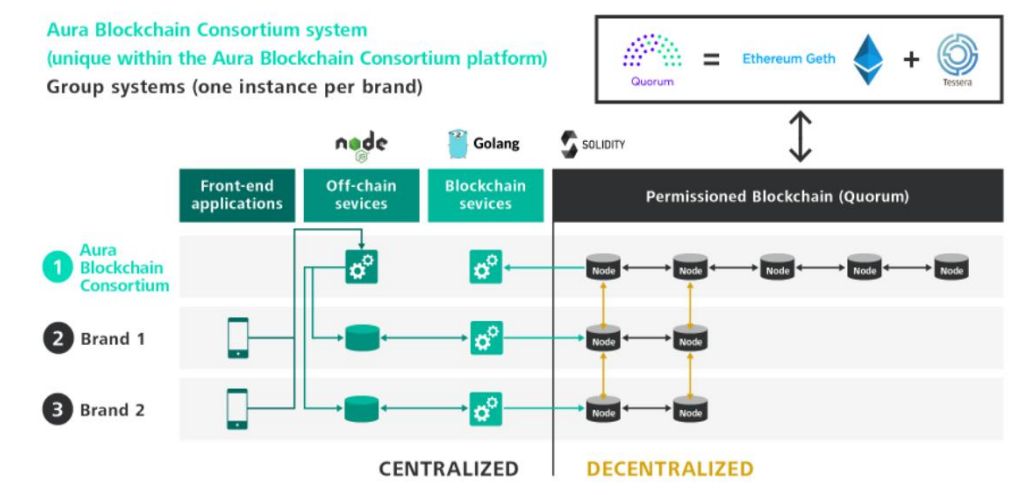 Aura Blockchain Consortium system
(unique within the Aura Blockchain Consortium platform)
Group systems (one instance per brand)
Quorum
=
Ethereum Geth
+
Tessera
node
JS
Golang
SOLIDITY
Front-end
applications
Off-chain
sevices
Blockchain
sevices
Permissioned Blockchain (Quorum)
1
Aura
Blockchain
Consortium
Node
Node
Node
Node
Node
2
Brand 1
Node
Node
3
Brand 2
Node
Node
CENTRALIZED
DECENTRALIZED